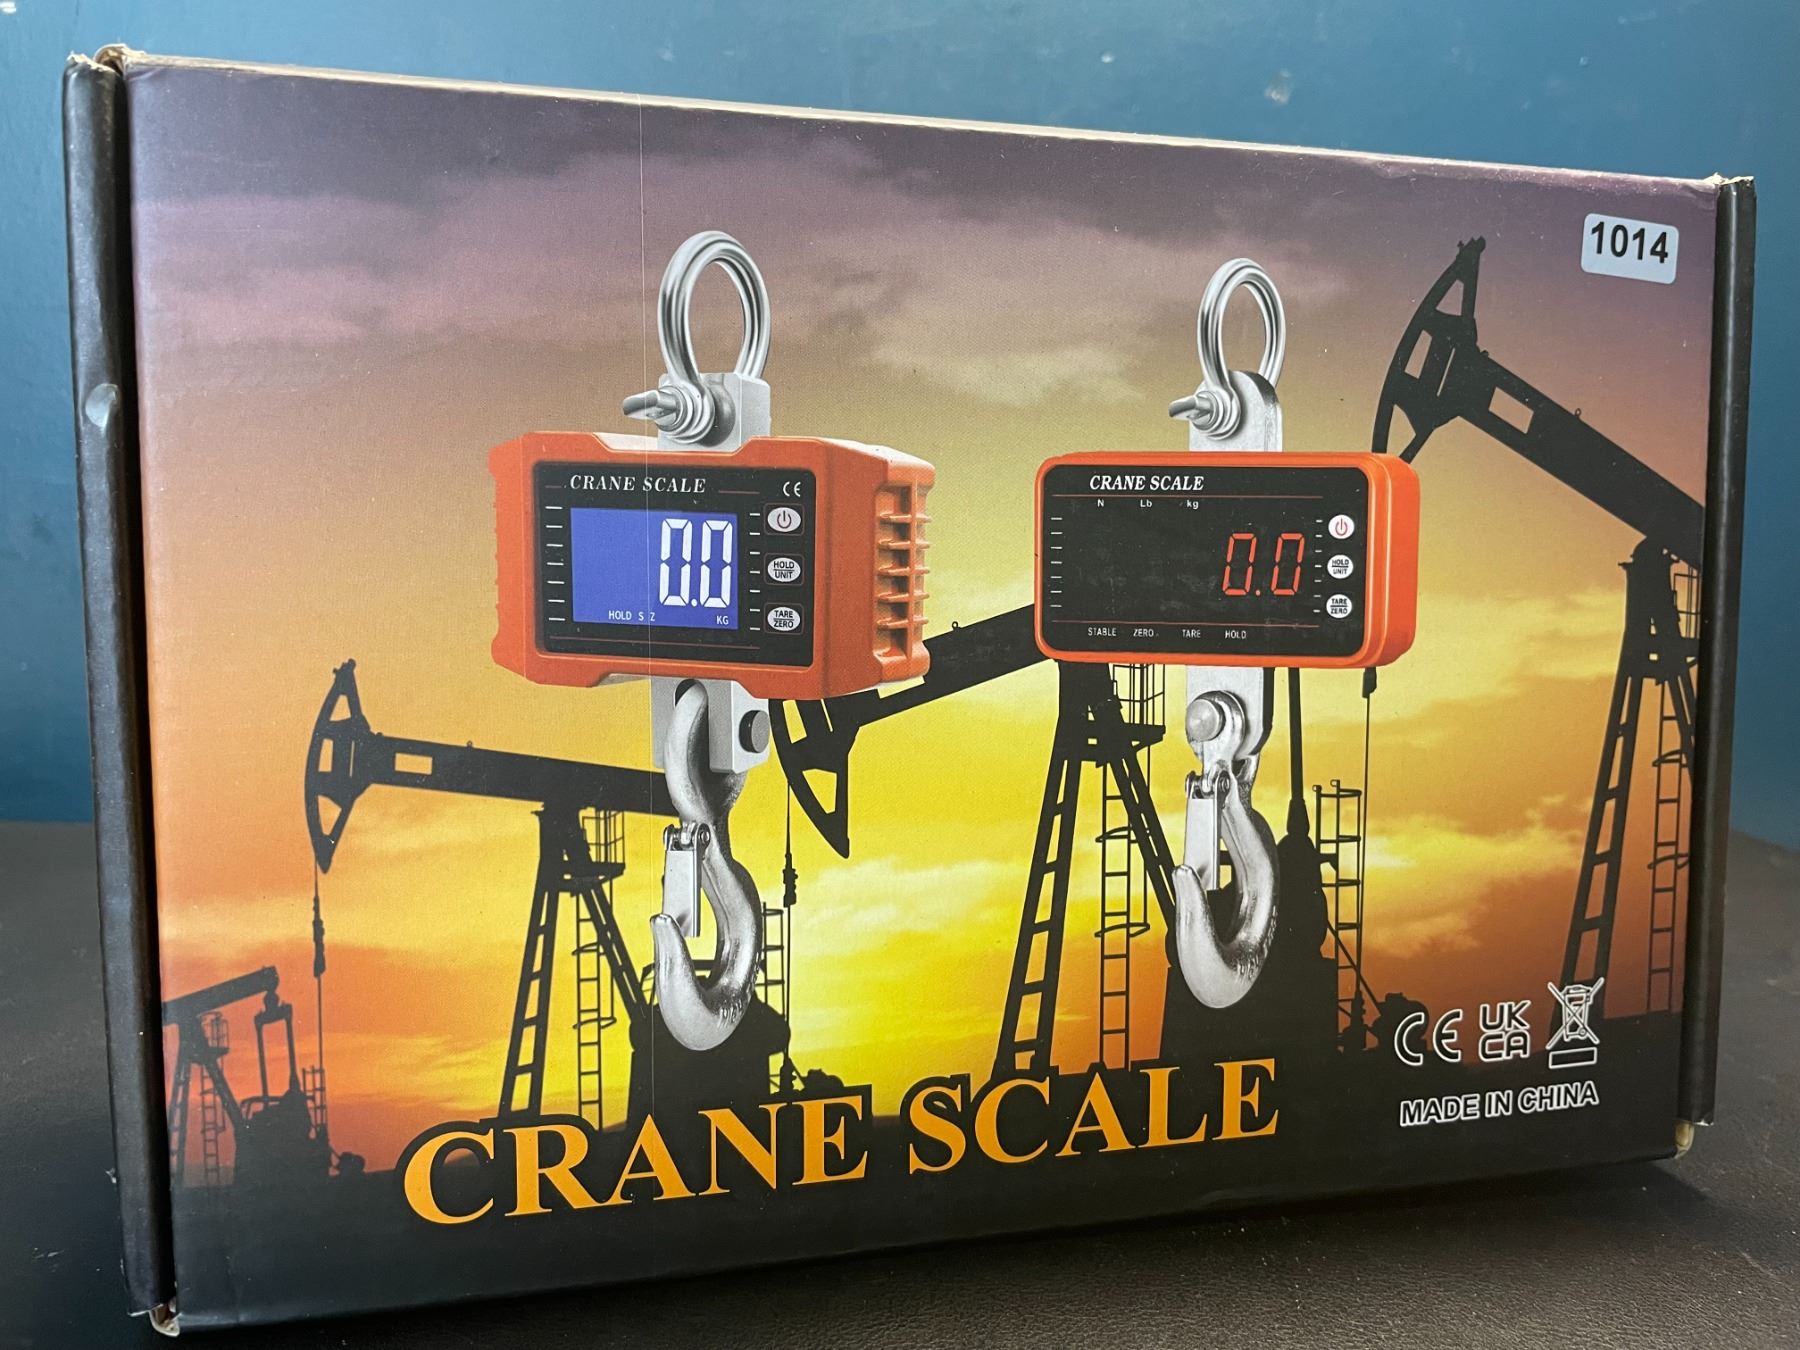 1014
CRANE SCALE
CE
0.0
HOLD
UNIT
TARE
ZERO
HOLD S Z KG
CRANE SCALE
N Lb kg
0.0
HOLD
UNIT
TARE
ZERO
STABLE ZERO TARE HOLD
CE UK
CA
MADE IN CHINA
CRANE SCALE